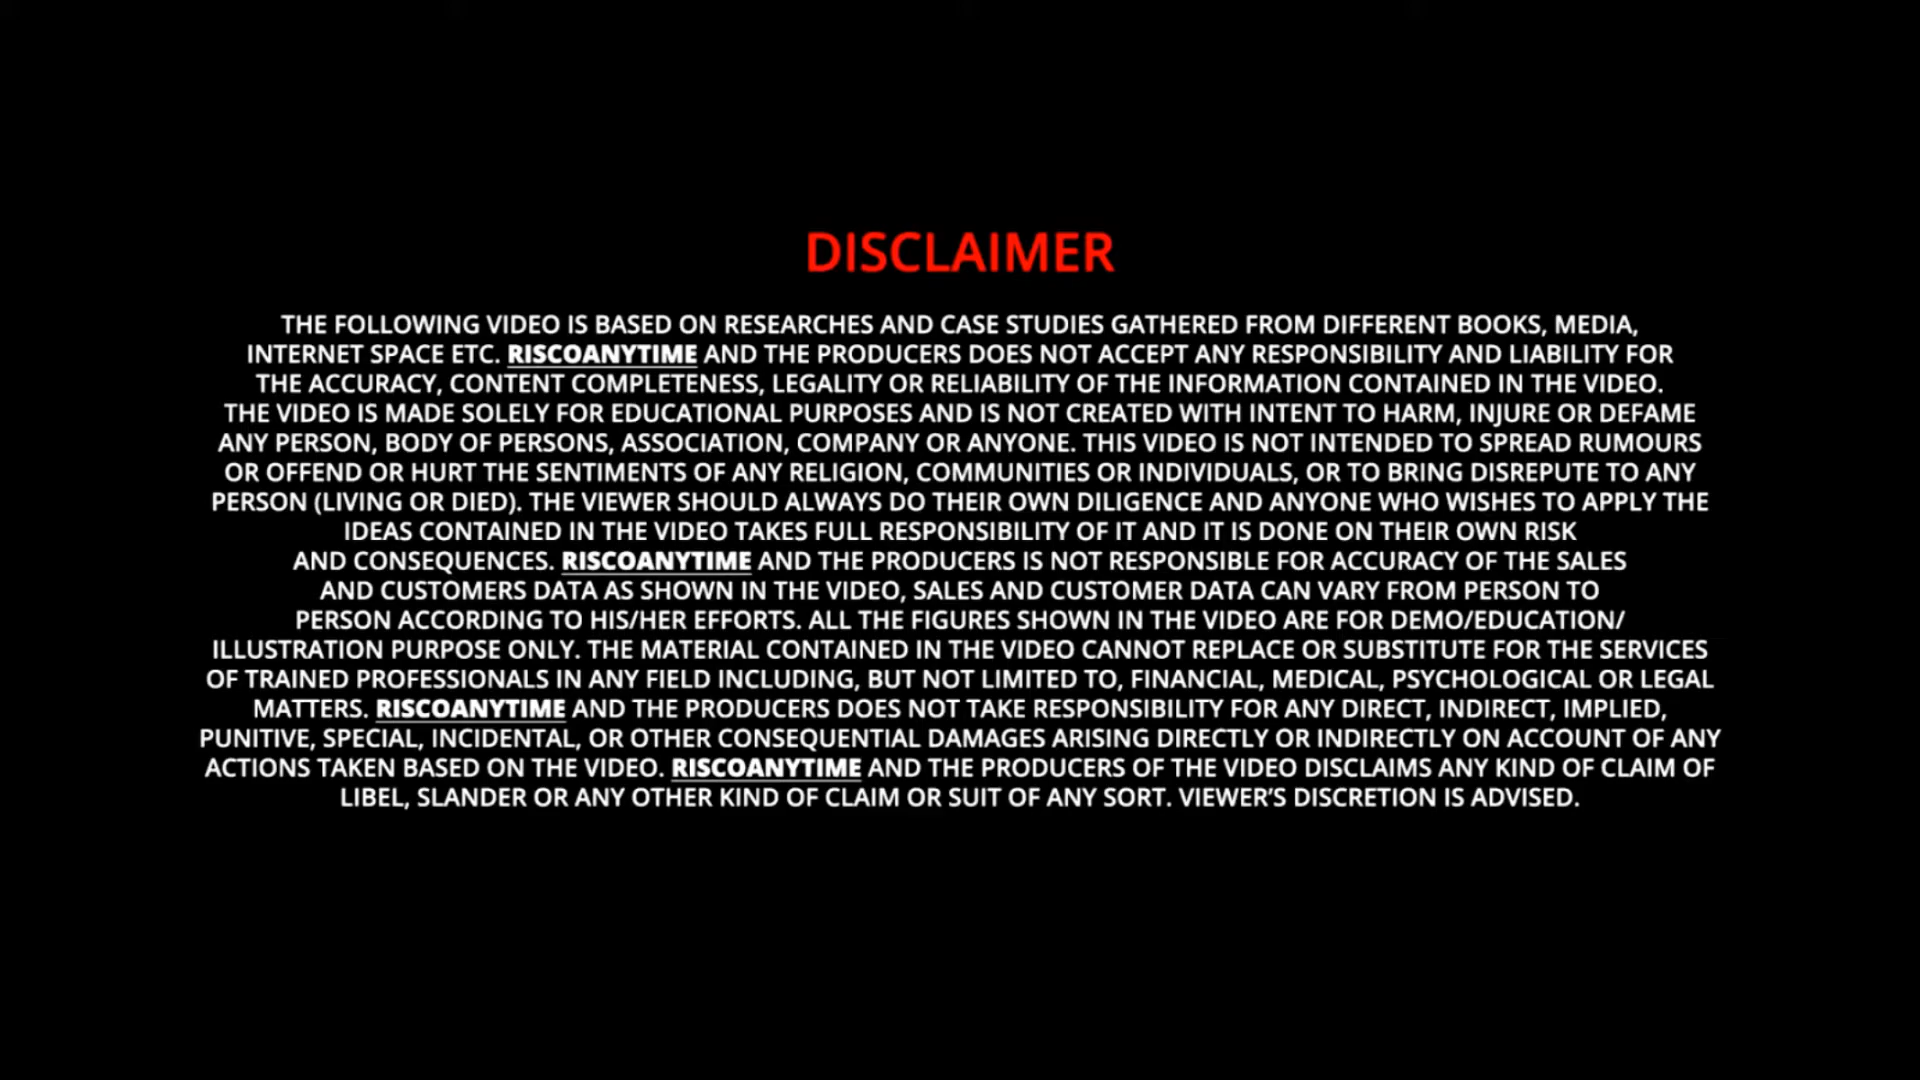 DISCLAIMER
THE FOLLOWING VIDEO IS BASED ON RESEARCHES AND CASE STUDIES GATHERED FROM DIFFERENT BOOKS, MEDIA,
INTERNET SPACE ETC. RISCOANYTIME AND THE PRODUCERS DOES NOT ACCEPT ANY RESPONSIBILITY AND LIABILITY FOR
THE ACCURACY, CONTENT COMPLETENESS, LEGALITY OR RELIABILITY OF THE INFORMATION CONTAINED IN THE VIDEO.
THE VIDEO IS MADE SOLELY FOR EDUCATIONAL PURPOSES AND IS NOT CREATED WITH INTENT TO HARM, INJURE OR DEFAME
ANY PERSON, BODY OF PERSONS, ASSOCIATION, COMPANY OR ANYONE. THIS VIDEO IS NOT INTENDED TO SPREAD RUMOURS
OR OFFEND OR HURT THE SENTIMENTS OF ANY RELIGION, COMMUNITIES OR INDIVIDUALS, OR TO BRING DISREPUTE TO ANY
PERSON (LIVING OR DIED). THE VIEWER SHOULD ALWAYS DO THEIR OWN DILIGENCE AND ANYONE WHO WISHES TO APPLY THE
IDEAS CONTAINED IN THE VIDEO TAKES FULL RESPONSIBILITY OF IT AND IT IS DONE ON THEIR OWN RISK
AND CONSEQUENCES. RISCOANYTIME AND THE PRODUCERS IS NOT RESPONSIBLE FOR ACCURACY OF THE SALES
AND CUSTOMERS DATA AS SHOWN IN THE VIDEO, SALES AND CUSTOMER DATA CAN VARY FROM PERSON TO
PERSON ACCORDING TO HIS/HER EFFORTS. ALL THE FIGURES SHOWN IN THE VIDEO ARE FOR DEMO/EDUCATION/
ILLUSTRATION PURPOSE ONLY. THE MATERIAL CONTAINED IN THE VIDEO CANNOT REPLACE OR SUBSTITUTE FOR THE SERVICES
OF TRAINED PROFESSIONALS IN ANY FIELD INCLUDING, BUT NOT LIMITED TO, FINANCIAL, MEDICAL, PSYCHOLOGICAL OR LEGAL
MATTERS. RISCOANYTIME AND THE PRODUCERS DOES NOT TAKE RESPONSIBILITY FOR ANY DIRECT, INDIRECT, IMPLIED,
PUNITIVE, SPECIAL, INCIDENTAL, OR OTHER CONSEQUENTIAL DAMAGES ARISING DIRECTLY OR INDIRECTLY ON ACCOUNT OF ANY
ACTIONS TAKEN BASED ON THE VIDEO. RISCOANYTIME AND THE PRODUCERS OF THE VIDEO DISCLAIMS ANY KIND OF CLAIM OF
LIBEL, SLANDER OR ANY OTHER KIND OF CLAIM OR SUIT OF ANY SORT. VIEWER'S DISCRETION IS ADVISED.